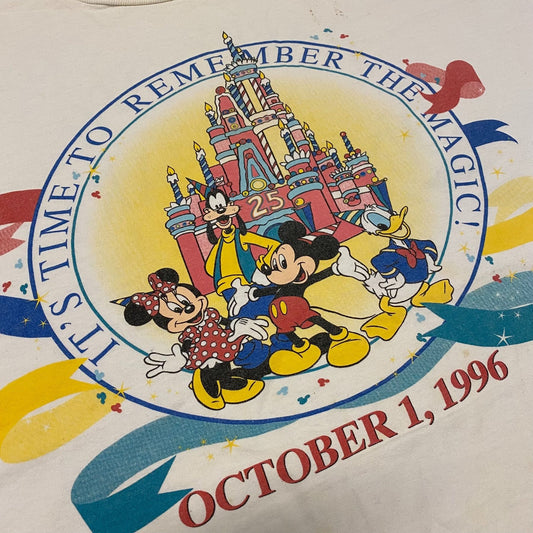 IT'S TIME TO REMEMBER THE MAGIC!
25
OCTOBER 1, 1996